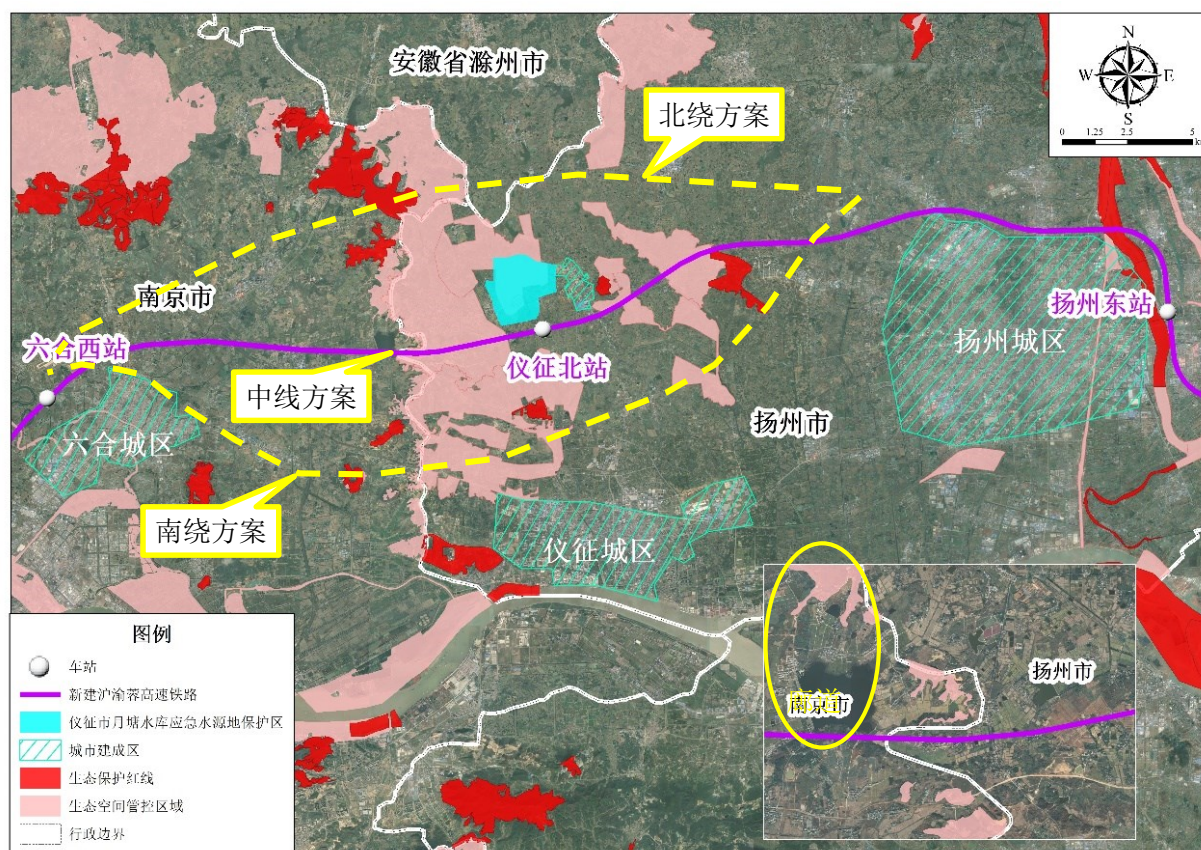 安徽省滁州市
N
W
E
S
0 1.25 2.5 5
km
北绕方案
南京市
六合西站
扬州东站
扬州城区
仪征北站
中线方案
扬州市
六合城区
南绕方案
仪征城区
图例
车站
新建沪渝蓉高速铁路
仪征市月塘水库应急水源地保护区
城市建成区
生态保护红线
生态空间管控区域
行政边界
扬州市
南京市